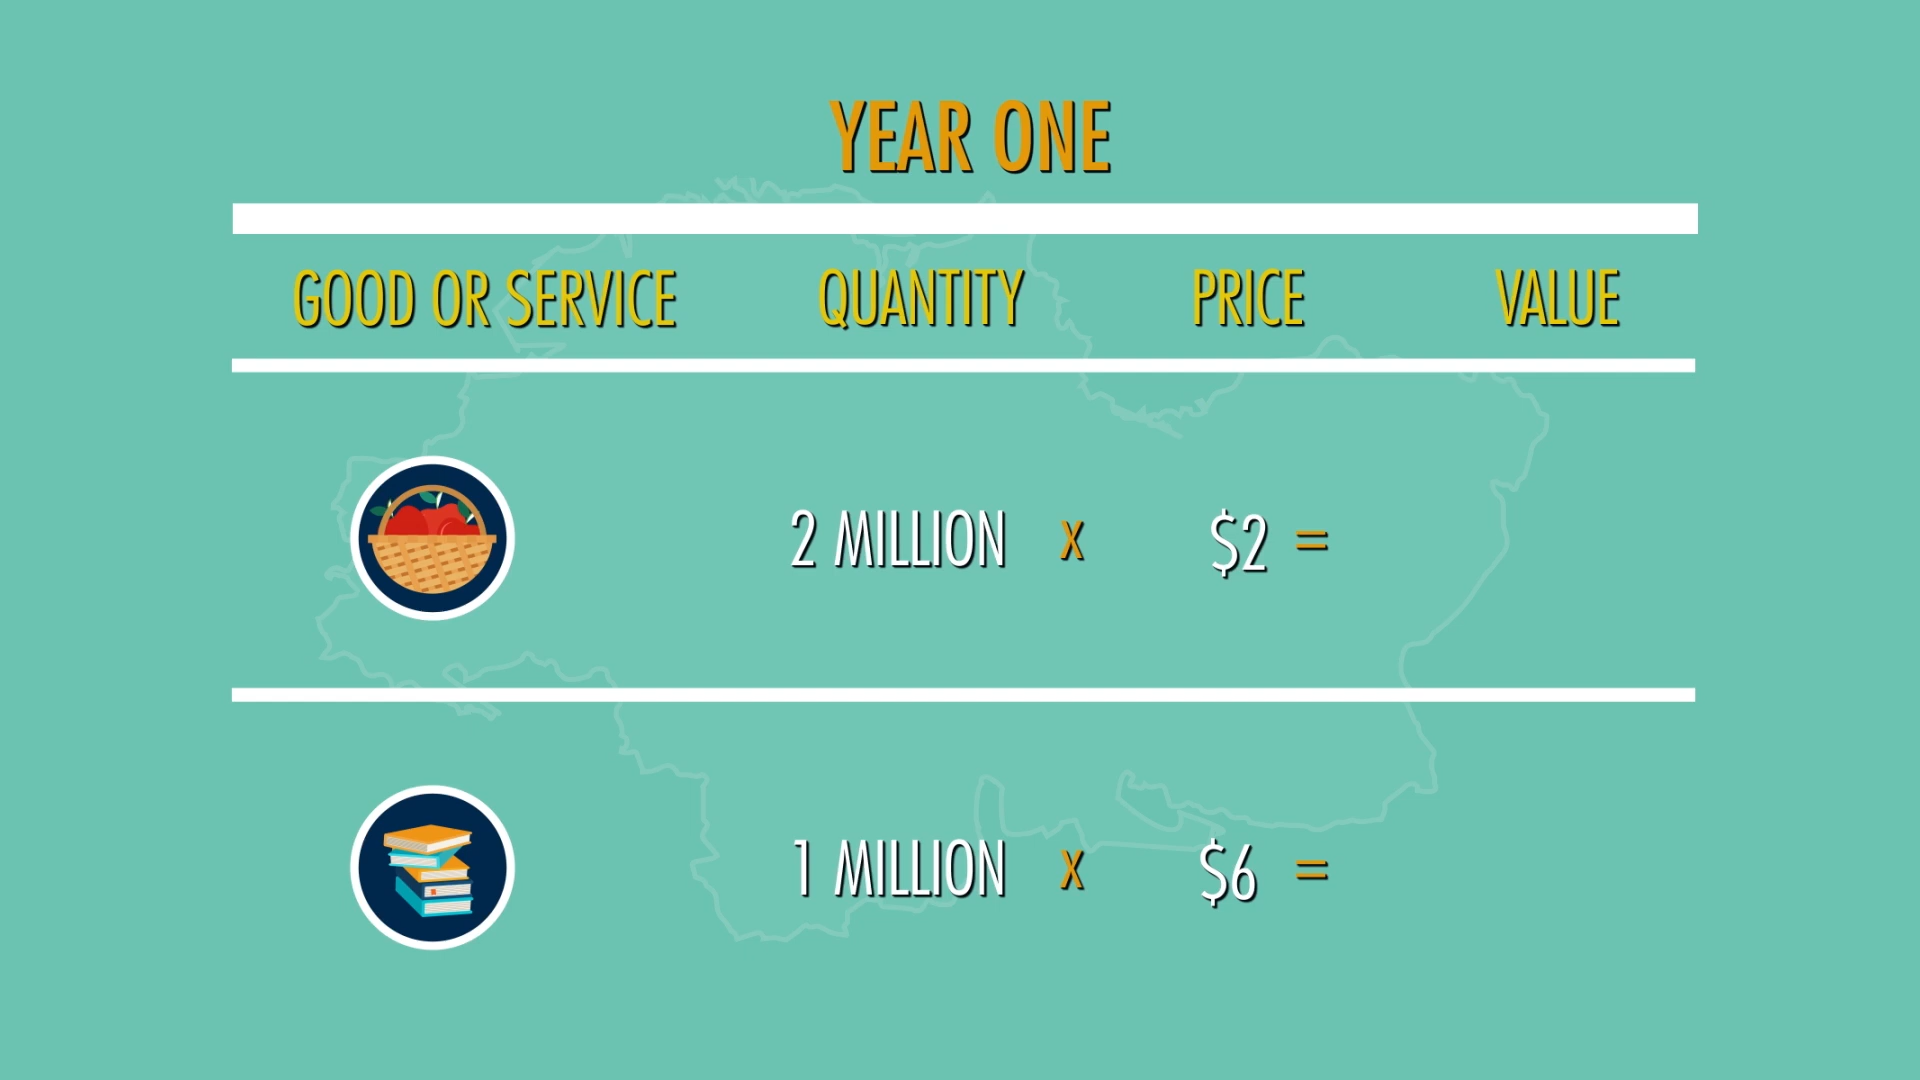 YEAR ONE
GOOD OR SERVICE QUANTITY PRICE VALUE
2 MILLION x $2 =
1 MILLION x $6 =